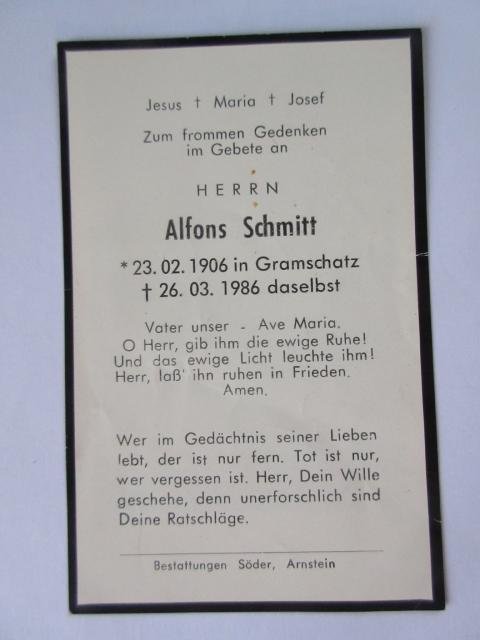 Jesus † Maria † Josef
Zum frommen Gedenken
im Gebete an
HERRN
Alfons Schmitt
* 23. 02. 1906 in Gramschatz
† 26. 03. 1986 daselbst
Vater unser - Ave Maria.
O Herr, gib ihm die ewige Ruhe!
Und das ewige Licht leuchte ihm!
Herr, laß' ihn ruhen in Frieden.
Amen.
Wer im Gedächtnis seiner Lieben
lebt, der ist nur fern. Tot ist nur,
wer vergessen ist. Herr, Dein Wille
geschehe, denn unerforschlich sind
Deine Ratschläge.
Bestattungen Söder, Arnstein